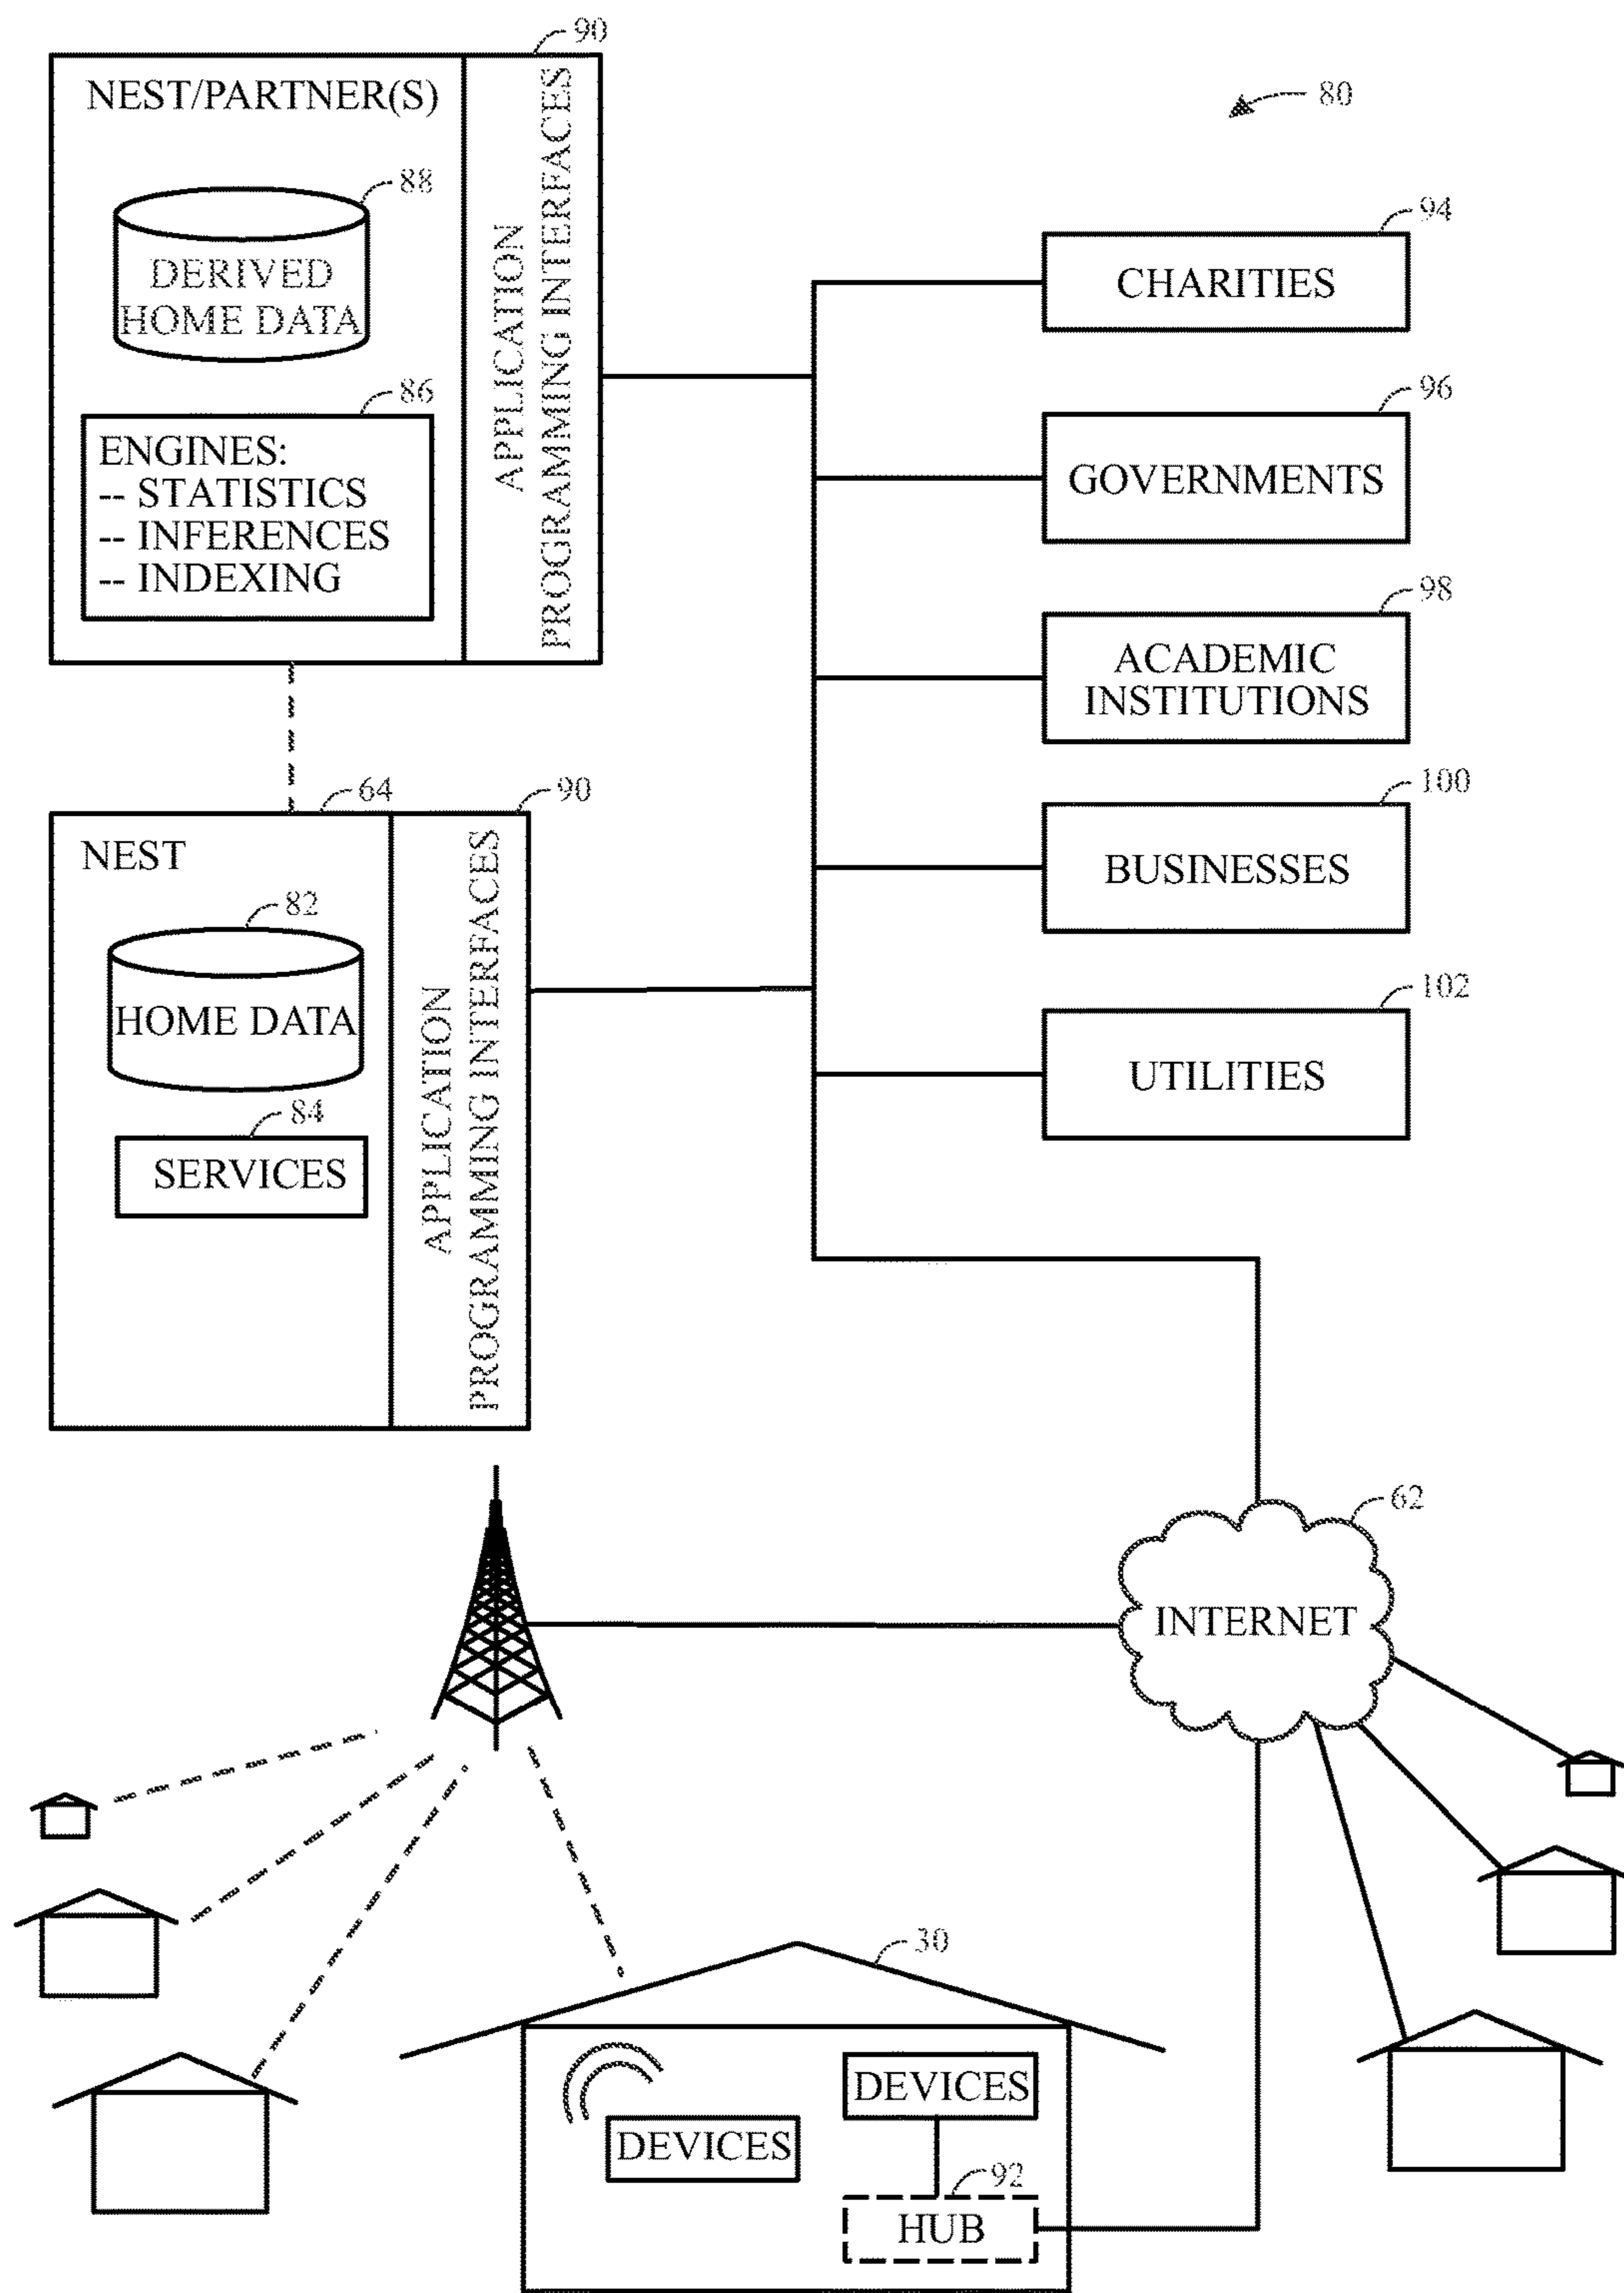 90
NEST/PARTNER(S)
88
DERIVED
HOME DATA
86
ENGINES:
-- STATISTICS
-- INFERENCES
-- INDEXING
APPLICATION
PROGRAMMING INTERFACES
80
94
CHARITIES
96
GOVERNMENTS
98
ACADEMIC
INSTITUTIONS
100
BUSINESSES
102
UTILITIES
64
90
NEST
82
HOME DATA
84
SERVICES
APPLICATION
PROGRAMMING INTERFACES
62
INTERNET
30
DEVICES
DEVICES
92
HUB